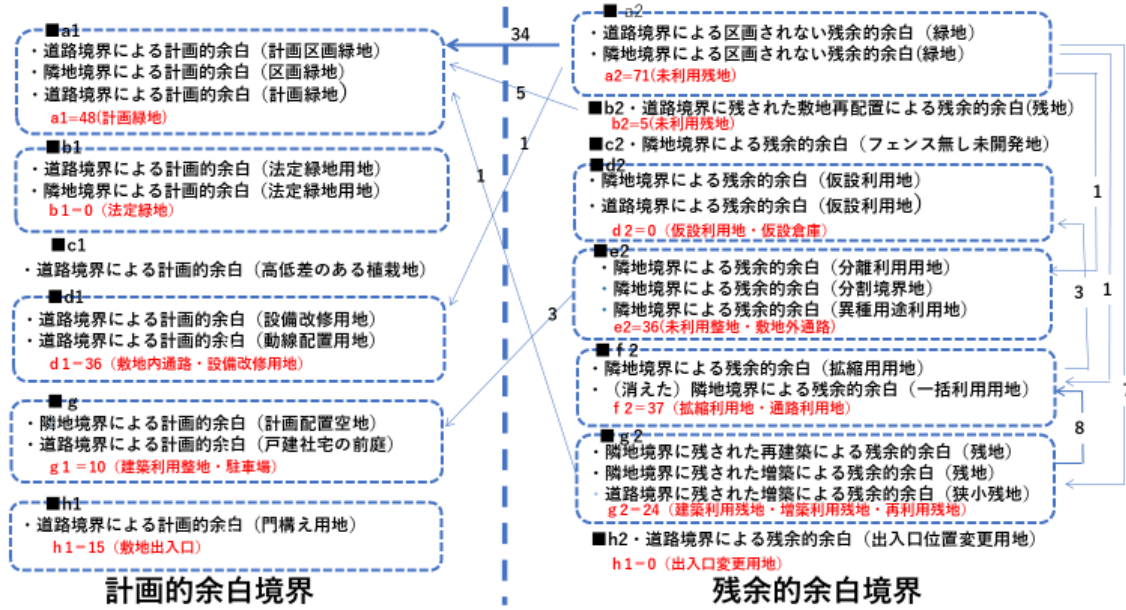 ■a1
・道路境界による計画的余白（計画区画緑地）
・隣地境界による計画的余白（区画緑地）
・道路境界による計画的余白（計画緑地）
a1=48(計画緑地)
■b1
・道路境界による計画的余白（法定緑地用地）
・隣地境界による計画的余白（法定緑地用地）
b1＝0（法定緑地）
■c1
・道路境界による計画的余白（高低差のある植栽地）
■d1
・道路境界による計画的余白（設備改修用地）
・道路境界による計画的余白（動線配置用地）
d1＝36（敷地内通路・設備改修用地）
■g
・隣地境界による計画的余白（計画配置空地）
・道路境界による計画的余白（戸建社宅の前庭）
g1＝10（建築利用整地・駐車場）
■h1
・道路境界による計画的余白（門構え用地）
h1＝15（敷地出入口）
計画的余白境界
34
5
1
1
3
■a2
・道路境界による区画されない残余的余白（緑地）
・隣地境界による区画されない残余的余白(緑地）
a2=71(未利用残地）
■b2・道路境界に残された敷地再配置による残余的余白(残地)
b2=5(未利用残地）
■c2・隣地境界による残余的余白（フェンス無し未開発地）
■d2
・隣地境界による残余的余白（仮設利用地）
・道路境界による残余的余白（仮設利用地）
d2＝0（仮設利用地・仮設倉庫）
■e2
・隣地境界による残余的余白（分離利用用地）
・隣地境界による残余的余白（分割境界地）
・隣地境界による残余的余白（異種用途利用地）
e2=36(未利用整地・敷地外通路）
■f2
・隣地境界による残余的余白（拡縮用用地）
・（消えた）隣地境界による残余的余白（一括利用用地）
f2＝37（拡縮利用地・通路利用地）
■g2
・隣地境界に残された再建築による残余的余白（残地）
・隣地境界に残された増築による残余的余白（残地）
・道路境界に残された増築による残余的余白（狭小残地）
g2＝24（建築利用残地・増築利用残地・再利用残地）
■h2・道路境界による残余的余白（出入口位置変更用地）
h1＝0（出入口変更用地）
残余的余白境界
1
3
1
8